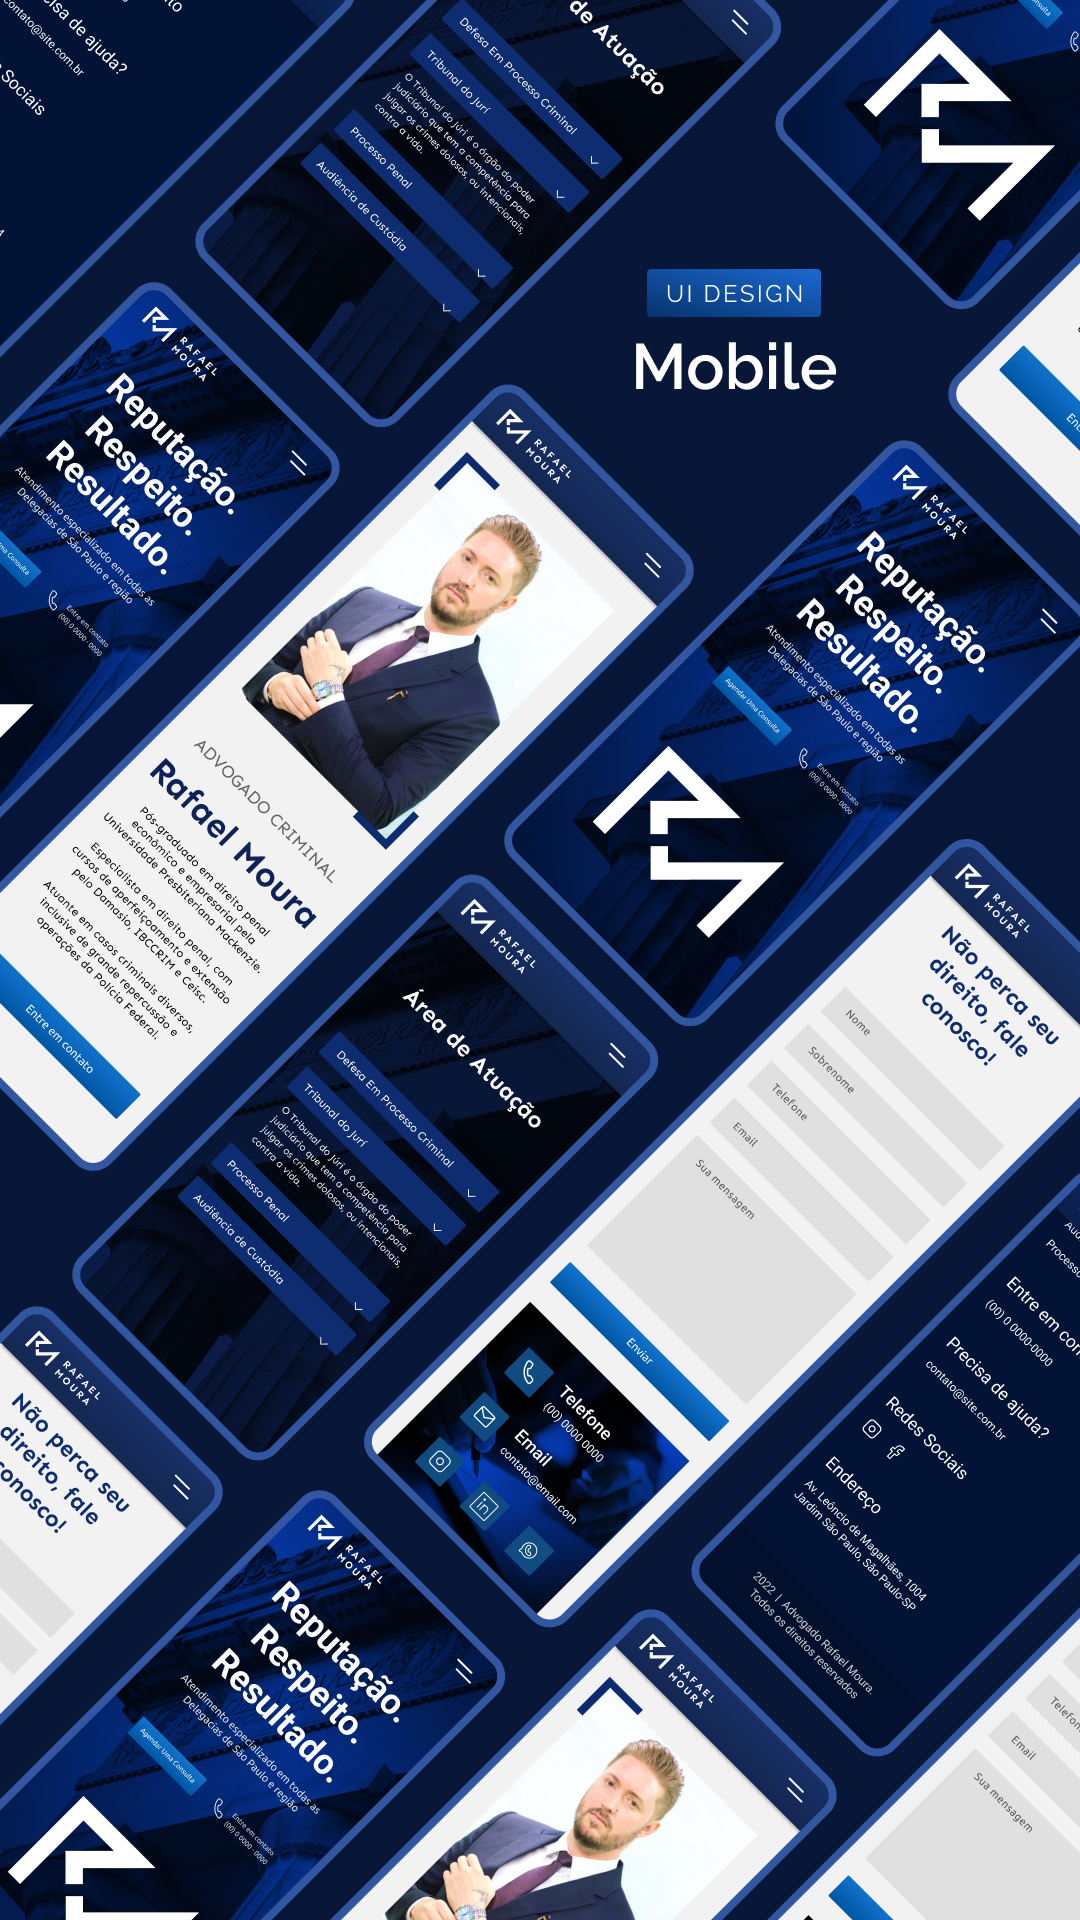 Precisa de ajuda?
contato@site.com.br
Sociais
de Atuação
Defesa Em Processo Criminal
Tribunal do Jurí
O Tribunal do Júri é o órgão do poder
judiciário que tem a competência para
julgar os crimes dolosos, ou intencionais,
contra a vida.
Processo Penal
Audiência de Custódia
UI DESIGN
Mobile
RAFAEL
MOURA
Reputação.
Respeito.
Resultado.
Atendimento especializado em todas as
Delegacias de São Paulo e região
Uma Consulta
Entre em contato
(00) 0 0000 - 0000
RAFAEL
MOURA
ADVOGADO CRIMINAL
Rafael Moura
Pós-graduado em direito penal
econômico e empresarial pela
Universidade Presbiteriana Mackenzie.
Especialista em direito penal, com
cursos de aperfeiçoamento e extensão
pelo Damasio, IBCCRIM e Ceisc.
Atuante em casos criminais diversos,
inclusive de grande repercussão e
operações da Polícia Federal.
Entre em contato
RAFAEL
MOURA
Reputação.
Respeito.
Resultado.
Atendimento especializado em todas as
Delegacias de São Paulo e região
Agendar Uma Consulta
Entre em contato
(00) 0 0000 - 0000
RAFAEL
MOURA
Área de Atuação
Defesa Em Processo Criminal
Tribunal do Jurí
O Tribunal do Júri é o órgão do poder
judiciário que tem a competência para
julgar os crimes dolosos, ou intencionais,
contra a vida.
Processo Penal
Audiência de Custódia
RAFAEL
MOURA
Não perca seu
direito, fale
conosco!
Nome
Sobrenome
Telefone
Email
Sua mensagem
Enviar
Telefone
(00) 0000 0000
Email
contato@email.com
Processo
Entre em con
(00) 0 0000-0000
Precisa de ajuda?
contato@site.com.br
Redes Sociais
Endereço
Av. Leôncio de Magalhães, 1004
Jardim São Paulo, São Paulo-SP
2022 | Advogado Rafael Moura
Todos os direitos reservados
RAFAEL
MOURA
Não perca seu
direito, fale
conosco!
RAFAEL
MOURA
Reputação.
Respeito.
Resultado.
Atendimento especializado em todas as
Delegacias de São Paulo e região
Agendar Uma Consulta
Entre em contato
(00) 0 0000 - 0000
RAFAEL
MOURA
Telefon
Email
Sua mensagem